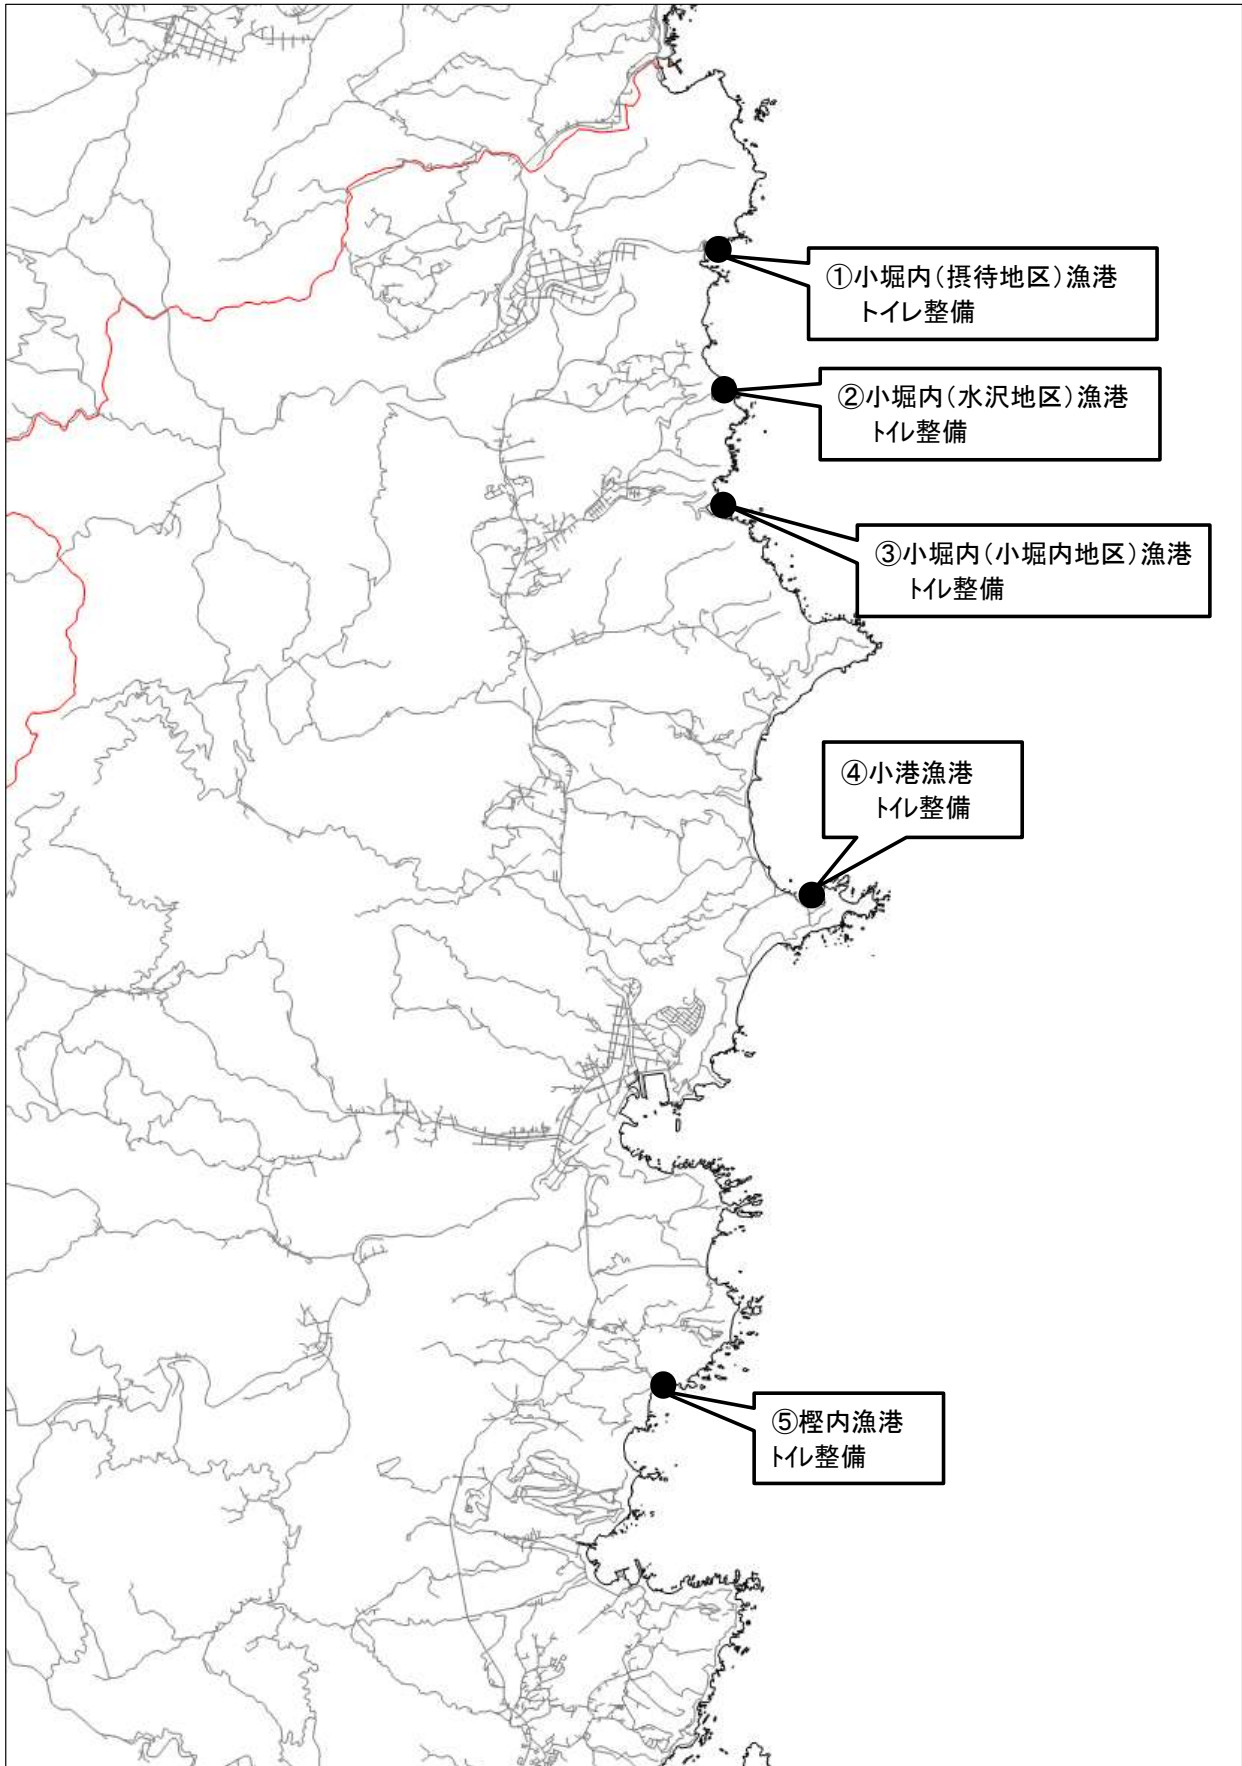 ①小堀内（摂待地区）漁港
トイレ整備
②小堀内（水沢地区）漁港
トイレ整備
③小堀内（小堀内地区）漁港
トイレ整備
④小港漁港
トイレ整備
⑤樫内漁港
トイレ整備